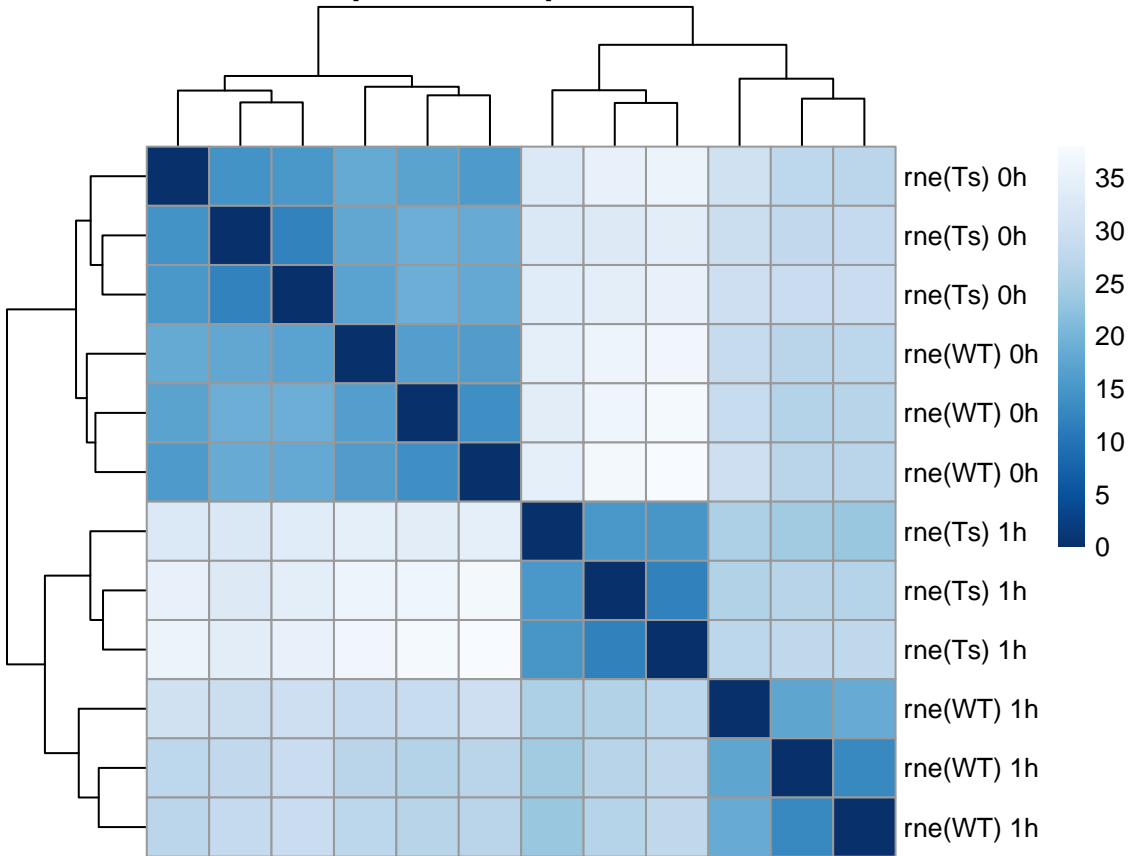 rne(Ts) 0h
rne(Ts) 0h
rne(Ts) 0h
rne(WT) 0h
rne(WT) 0h
rne(WT) 0h
rne(Ts) 1h
rne(Ts) 1h
rne(Ts) 1h
rne(WT) 1h
rne(WT) 1h
rne(WT) 1h
35
30
25
20
15
10
5
0